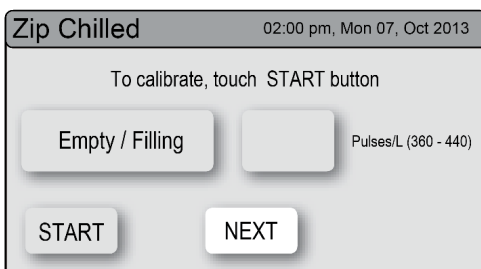 Zip Chilled 02:00 pm, Mon 07, Oct 2013
To calibrate, touch START button
Empty / Filling Pulses/L (360 - 440)
START NEXT